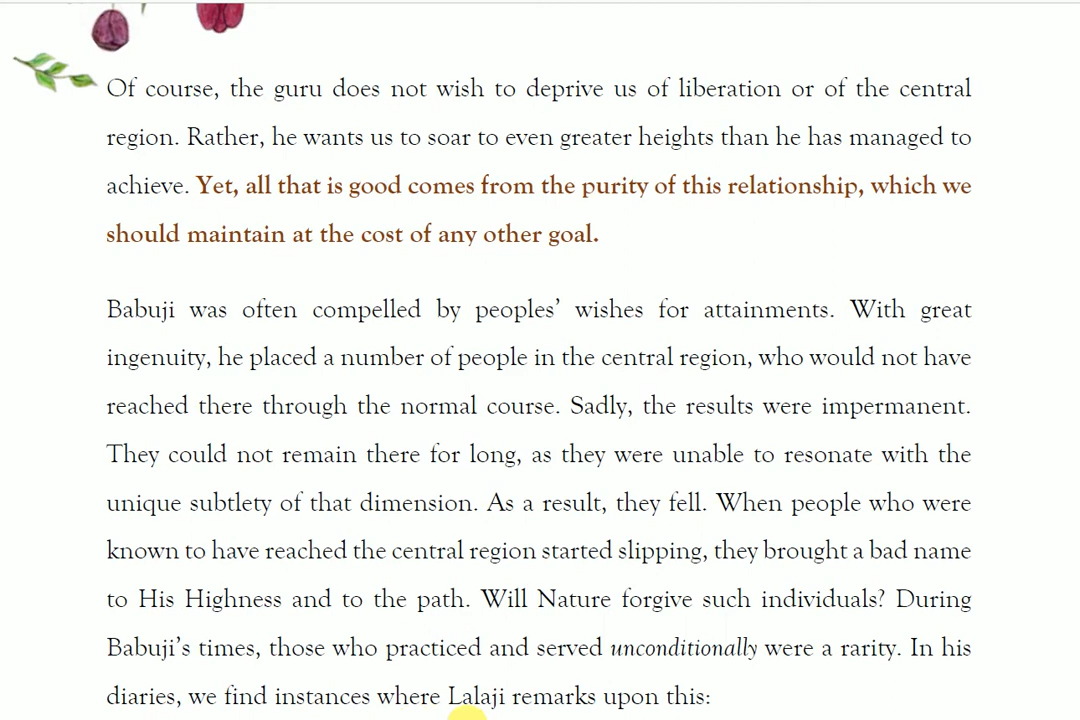 Of course, the guru does not wish to deprive us of liberation or of the central
region. Rather, he wants us to soar to even greater heights than he has managed to
achieve. Yet, all that is good comes from the purity of this relationship, which we
should maintain at the cost of any other goal.
Babuji was often compelled by peoples’ wishes for attainments. With great
ingenuity, he placed a number of people in the central region, who would not have
reached there through the normal course. Sadly, the results were impermanent.
They could not remain there for long, as they were unable to resonate with the
unique subtlety of that dimension. As a result, they fell. When people who were
known to have reached the central region started slipping, they brought a bad name
to His Highness and to the path. Will Nature forgive such individuals? During
Babuji’s times, those who practiced and served unconditionally were a rarity. In his
diaries, we find instances where Lalaji remarks upon this: